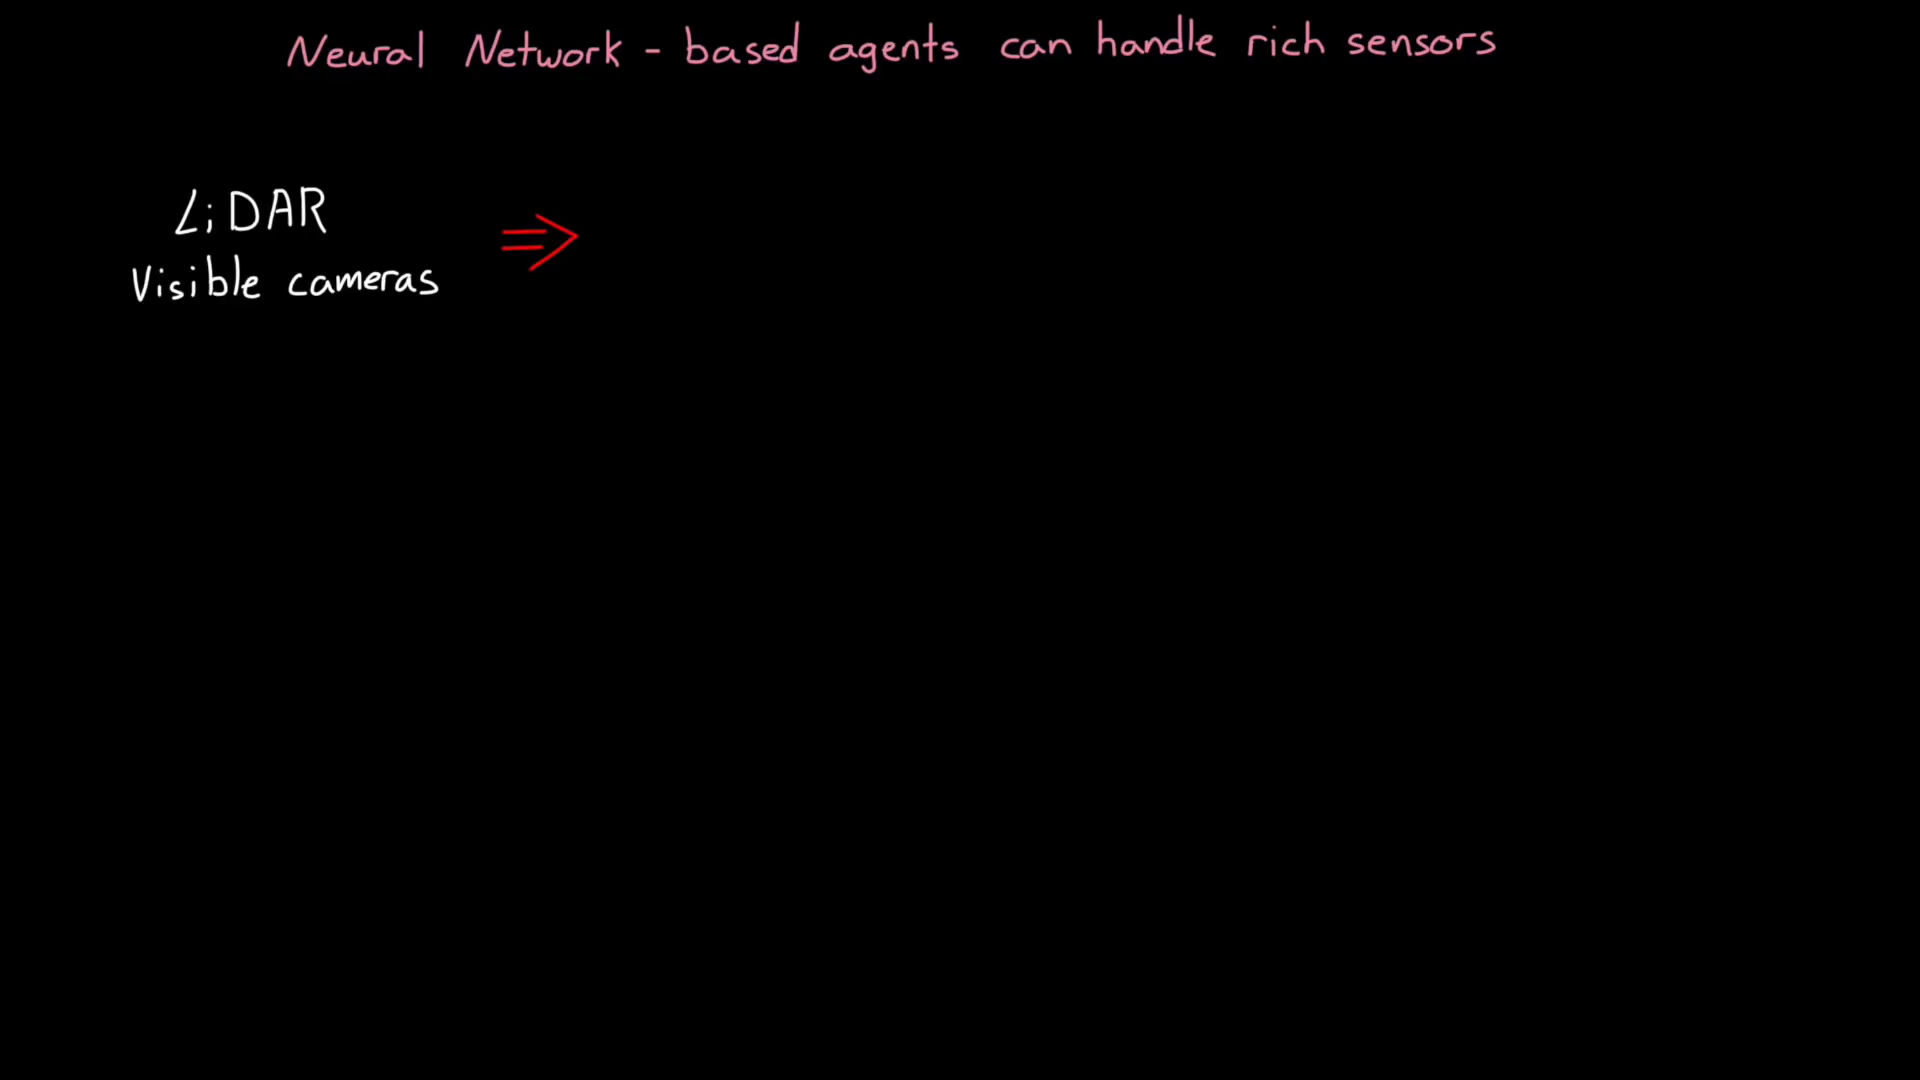 Neural Network - based agents can handle rich sensors
LiDAR
Visible cameras
⇒